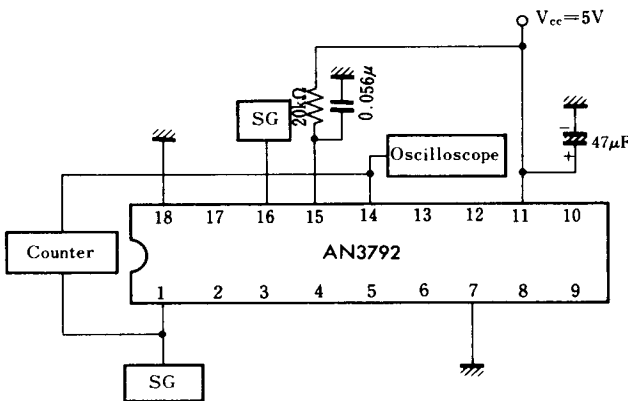 V_cc=5V
20kΩ
0.056μ
SG
Oscilloscope
47μF
−
+
18 17 16 15 14 13 12 11 10
Counter
AN3792
1 2 3 4 5 6 7 8 9
SG